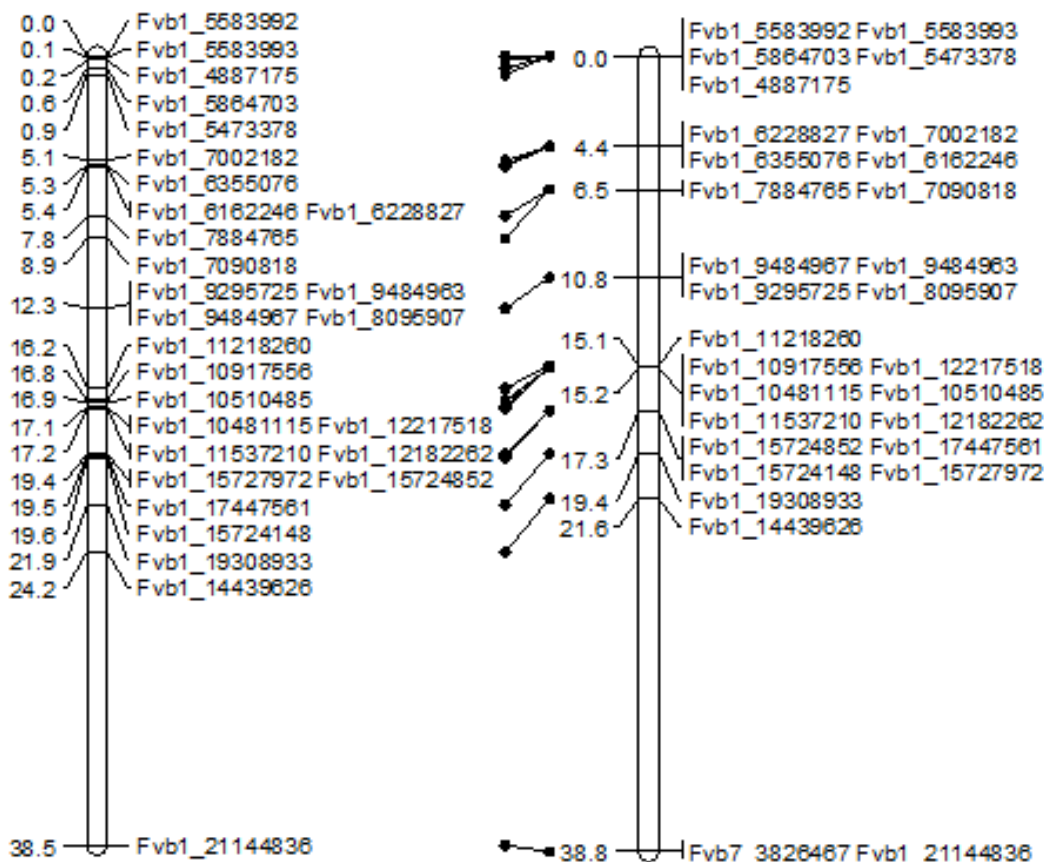 0.0 Fvb1_5583992
0.1 Fvb1_5583993
0.2 Fvb1_4887175
0.6 Fvb1_5864703
0.9 Fvb1_5473378
5.1 Fvb1_7002182
5.3 Fvb1_6355076
5.4 Fvb1_6162246 Fvb1_6228827
7.8 Fvb1_7884765
8.9 Fvb1_7090818
Fvb1_9295725 Fvb1_9484963
12.3
Fvb1_9484967 Fvb1_8095907
16.2 Fvb1_11218260
16.8 Fvb1_10917556
16.9 Fvb1_10510485
17.1 Fvb1_10481115 Fvb1_12217518
17.2 Fvb1_11537210 Fvb1_12182262
19.4 Fvb1_15727972 Fvb1_15724852
19.5 Fvb1_17447561
19.6 Fvb1_15724148
21.9 Fvb1_19308933
24.2 Fvb1_14439626
38.5 Fvb1_21144836
Fvb1_5583992 Fvb1_5583993
0.0 Fvb1_5864703 Fvb1_5473378
Fvb1_4887175
Fvb1_6228827 Fvb1_7002182
4.4
Fvb1_6355076 Fvb1_6162246
6.5 Fvb1_7884765 Fvb1_7090818
Fvb1_9484967 Fvb1_9484963
10.8
Fvb1_9295725 Fvb1_8095907
15.1 Fvb1_11218260
Fvb1_10917556 Fvb1_12217518
15.2 Fvb1_10481115 Fvb1_10510485
Fvb1_11537210 Fvb1_12182262
Fvb1_15724852 Fvb1_17447561
17.3
Fvb1_15724148 Fvb1_15727972
19.4 Fvb1_19308933
21.6 Fvb1_14439626
38.8 Fvb7_3826467 Fvb1_21144836